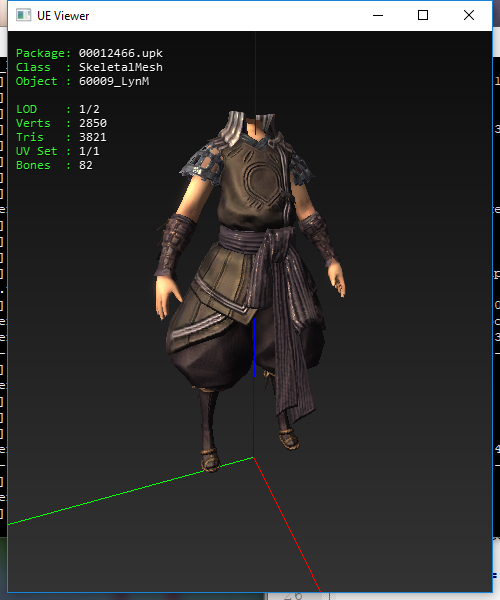 UE Viewer
Package: 00012466.upk
Class  : SkeletalMesh
Object : 60009_LynM
LOD    : 1/2
Verts  : 2850
Tris   : 3821
UV Set : 1/1
Bones  : 82
26